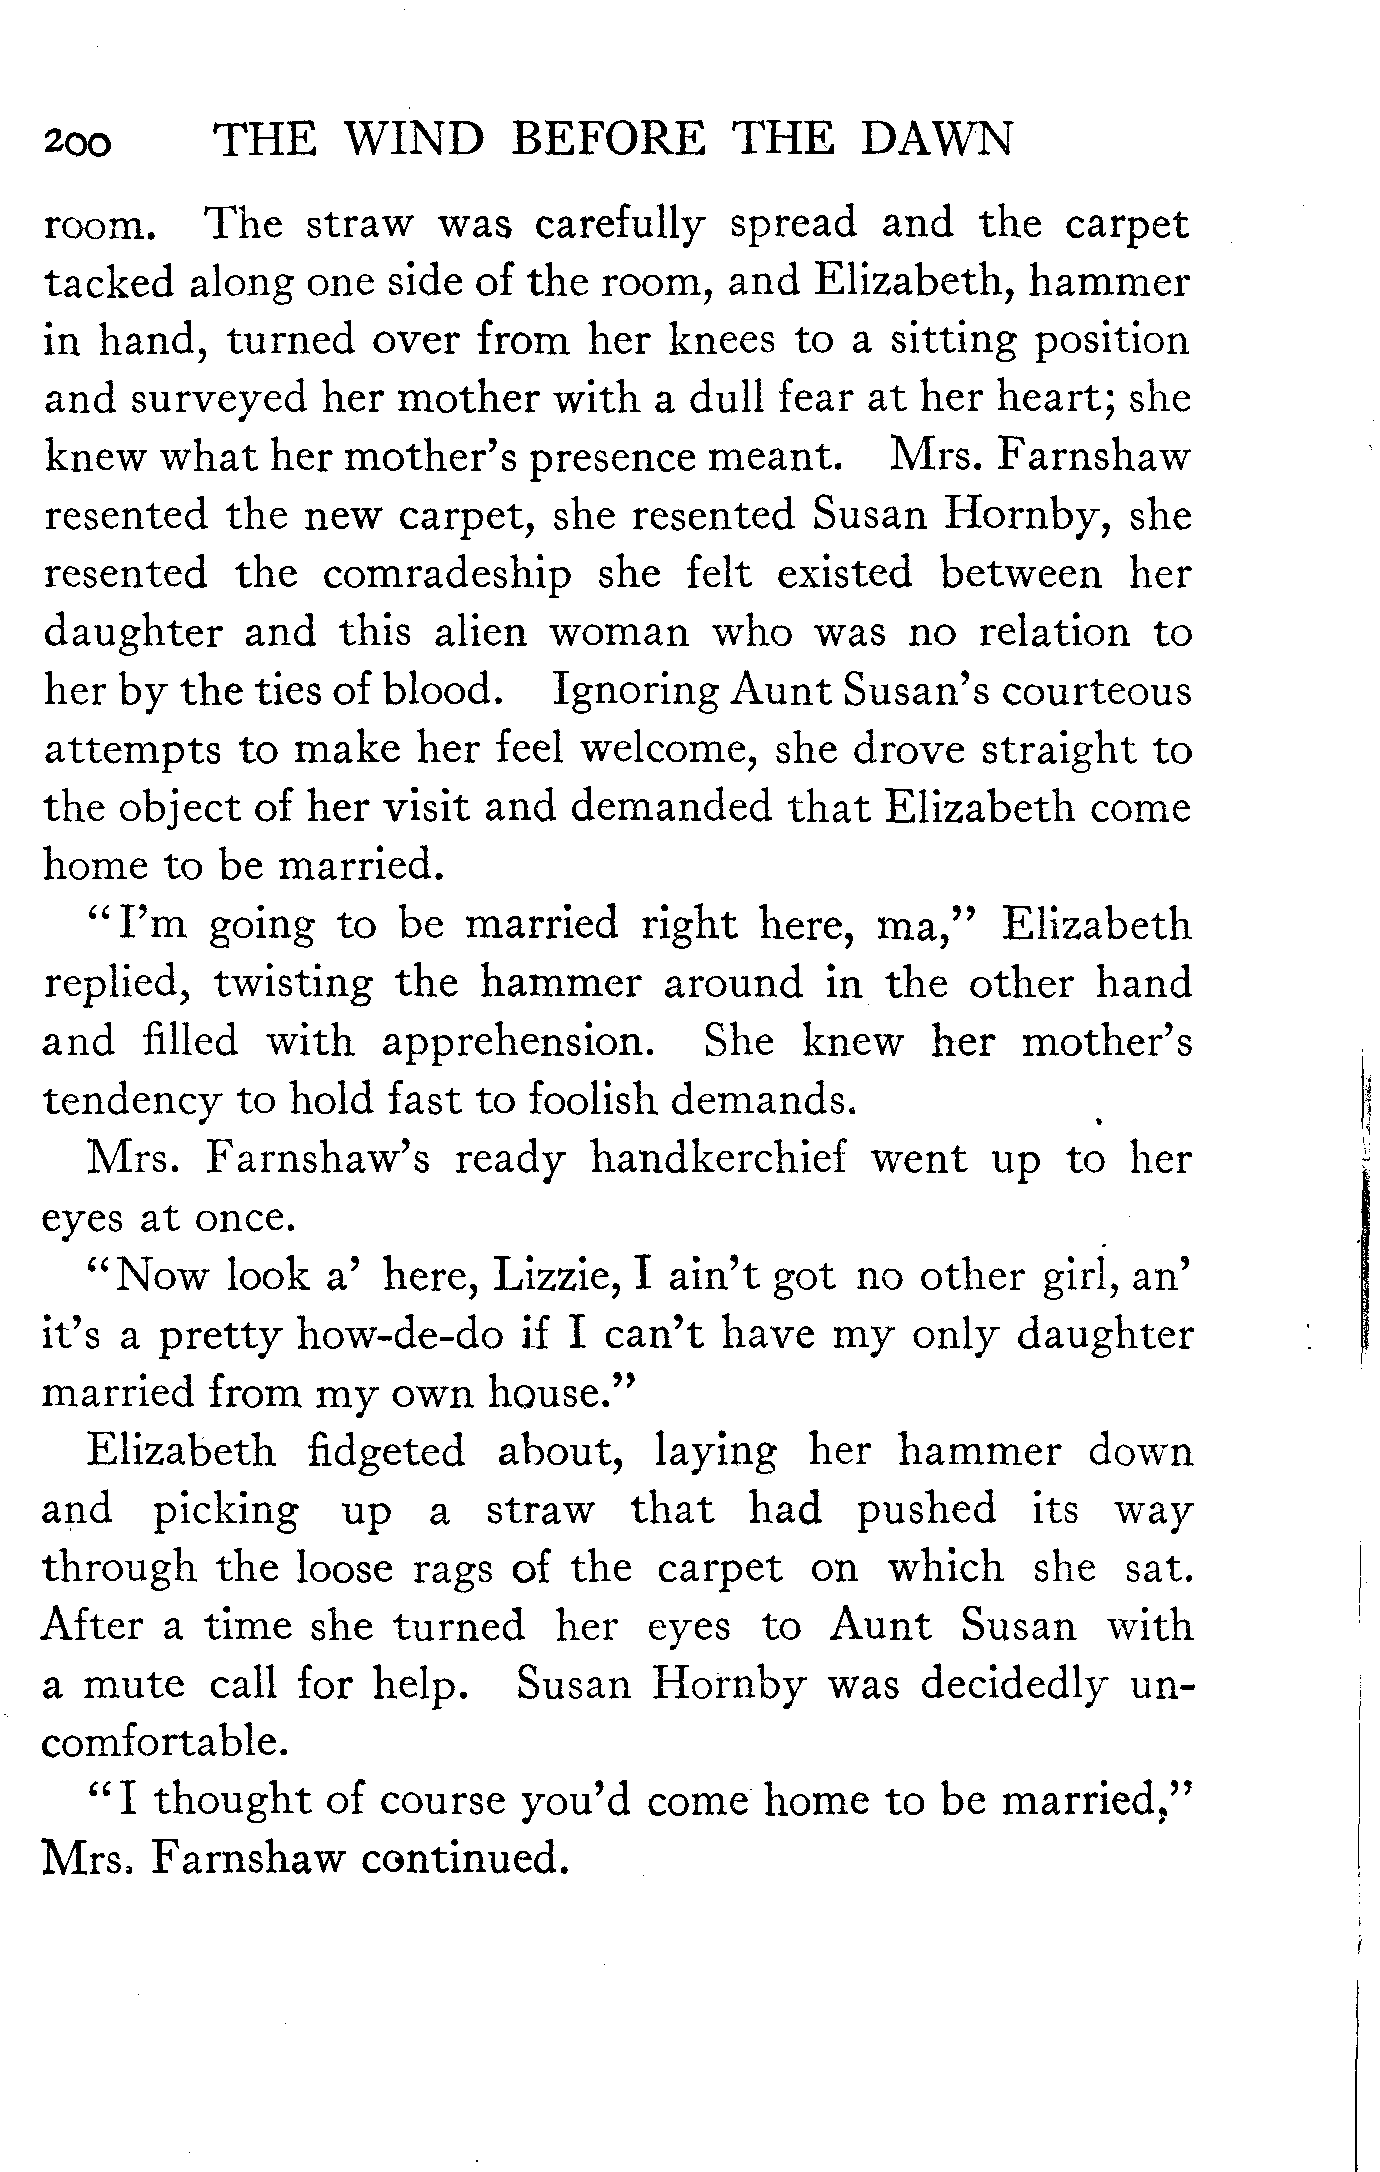 200 THE WIND BEFORE THE DAWN
room. The straw was carefully spread and the carpet
tacked along one side of the room, and Elizabeth, hammer
in hand, turned over from her knees to a sitting position
and surveyed her mother with a dull fear at her heart; she
knew what her mother's presence meant. Mrs. Farnshaw
resented the new carpet, she resented Susan Hornby, she
resented the comradeship she felt existed between her
daughter and this alien woman who was no relation to
her by the ties of blood. Ignoring Aunt Susan's courteous
attempts to make her feel welcome, she drove straight to
the object of her visit and demanded that Elizabeth come
home to be married.
"I'm going to be married right here, ma," Elizabeth
replied, twisting the hammer around in the other hand
and filled with apprehension. She knew her mother's
tendency to hold fast to foolish demands.
Mrs. Farnshaw's ready handkerchief went up to her
eyes at once.
"Now look a' here, Lizzie, I ain't got no other girl, an'
it's a pretty how-de-do if I can't have my only daughter
married from my own house."
Elizabeth fidgeted about, laying her hammer down
and picking up a straw that had pushed its way
through the loose rags of the carpet on which she sat.
After a time she turned her eyes to Aunt Susan with
a mute call for help. Susan Hornby was decidedly un-
comfortable.
"I thought of course you'd come home to be married,"
Mrs. Farnshaw continued.